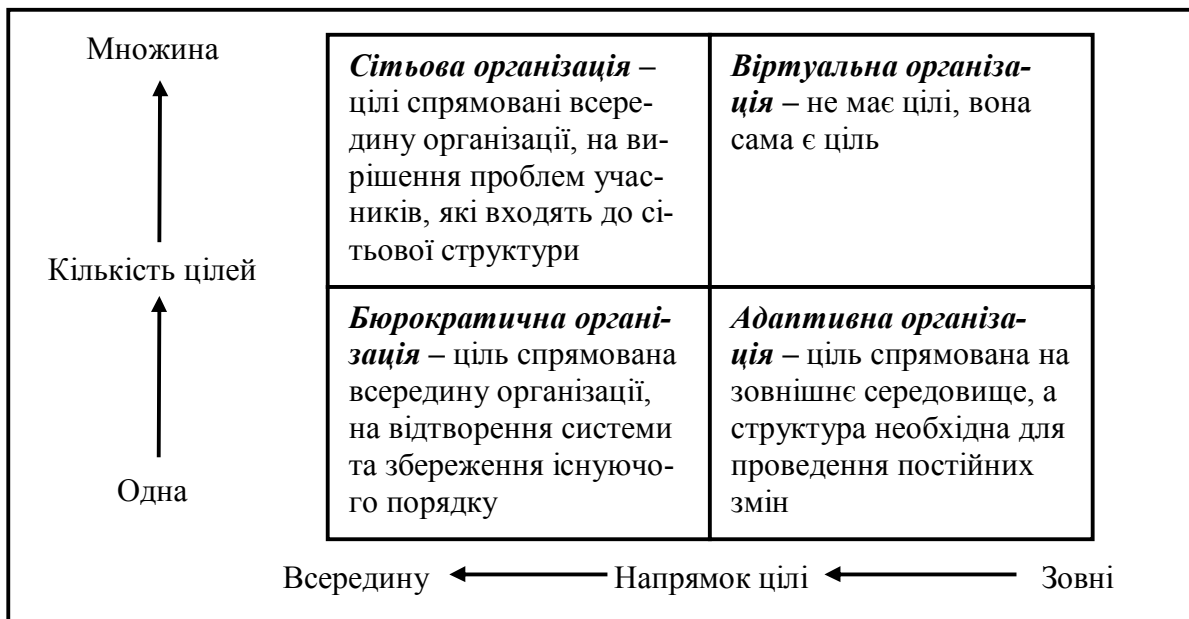 Множина
Кількість цілей
Одна
Сітьова організація –
цілі спрямовані всере-
дину організації, на ви-
рішення проблем учас-
ників, які входять до сі-
тьової структури
Віртуальна організа-
ція – не має цілі, вона
сама є ціль
Бюрократична органі-
зація – ціль спрямована
всередину організації,
на відтворення системи
та збереження існуючо-
го порядку
Адаптивна організа-
ція – ціль спрямована на
зовнішнє середовище, а
структура необхідна для
проведення постійних
змін
Всередину
Напрямок цілі
Зовні